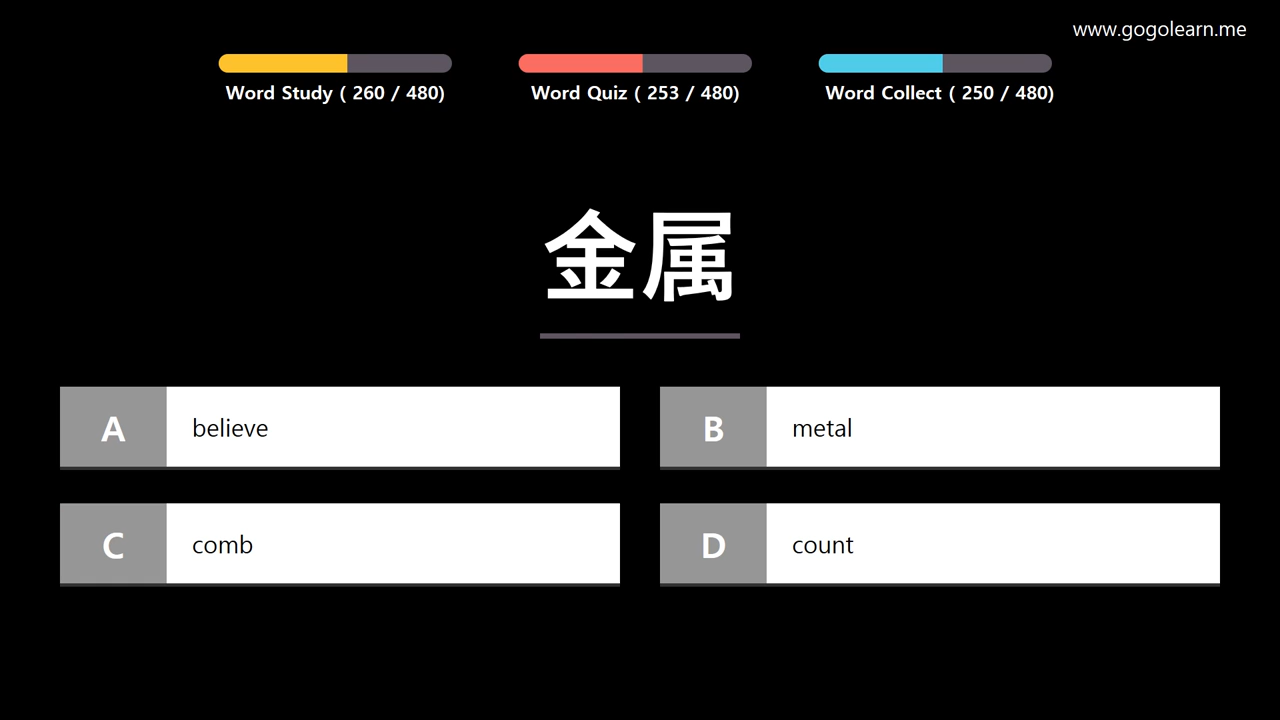 www.gogolearn.me
Word Study ( 260 / 480)
Word Quiz ( 253 / 480)
Word Collect ( 250 / 480)
金属
A believe
B metal
C comb
D count